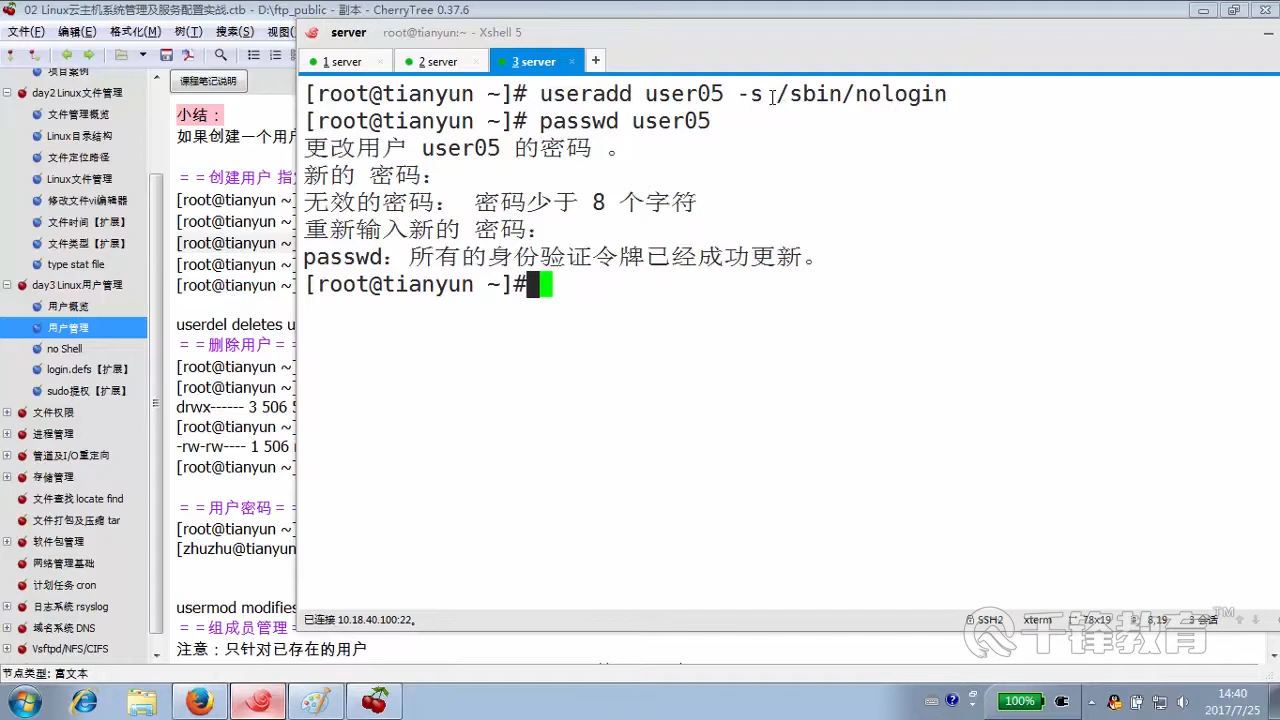 02 Linux云主机系统管理及服务配置实战.ctb - D:\ftp_public - 副本 - CherryTree 0.37.6
文件(F) 编辑(E) 格式化(M) 树(T) 搜索(S) 视图(
项目案例
day2 Linux文件管理
文件管理概览
Linux目录结构
文件定位路径
Linux文件管理
修改文件vi编辑器
文件时间【扩展】
文件类型【扩展】
type stat file
day3 Linux用户管理
用户概览
用户管理
no Shell
login.defs【扩展】
sudo提权【扩展】
文件权限
进程管理
管道及I/O重定向
存储管理
文件查找 locate find
文件打包及压缩 tar
软件包管理
网络管理基础
计划任务 cron
日志系统 rsyslog
域名系统 DNS
Vsftpd/NFS/CIFS
节点类型: 富文本
课程笔记说明
小结：
如果创建一个用户
==创建用户 指
[root@tianyun ~
[root@tianyun ~
[root@tianyun ~
[root@tianyun ~
[root@tianyun ~
userdel deletes u
==删除用户==
[root@tianyun ~
[root@tianyun ~
drwx------ 3 506 5
[root@tianyun ~
-rw-rw---- 1 506
[root@tianyun ~
==用户密码==
[root@tianyun ~]
[zhuzhu@tianyun
usermod modifies
==组成员管理=
注意：只针对已存在的用户
server root@tianyun:~ - Xshell 5
1 server × 2 server × 3 server × +
[root@tianyun ~]# useradd user05 -s /sbin/nologin
[root@tianyun ~]# passwd user05
更改用户 user05 的密码 。
新的 密码：
无效的密码： 密码少于 8 个字符
重新输入新的 密码：
passwd：所有的身份验证令牌已经成功更新。
[root@tianyun ~]#
已连接 10.18.40.100:22。 SSH2 xterm 78x19 8,19 3 会话
千锋教育TM
100%
14:40
2017/7/25